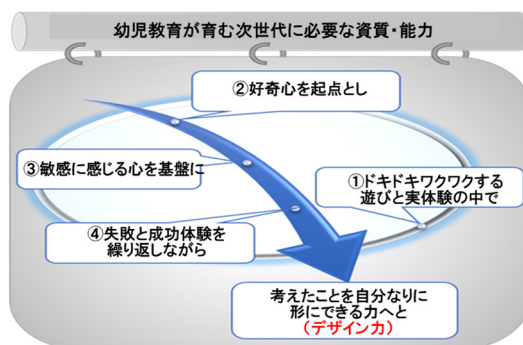 幼児教育が育む次世代に必要な資質・能力
②好奇心を起点とし
③敏感に感じる心を基盤に
①ドキドキワクワクする
遊びと実体験の中で
④失敗と成功体験を
繰り返しながら
考えたことを自分なりに
形にできる力へと
(デザイン力)